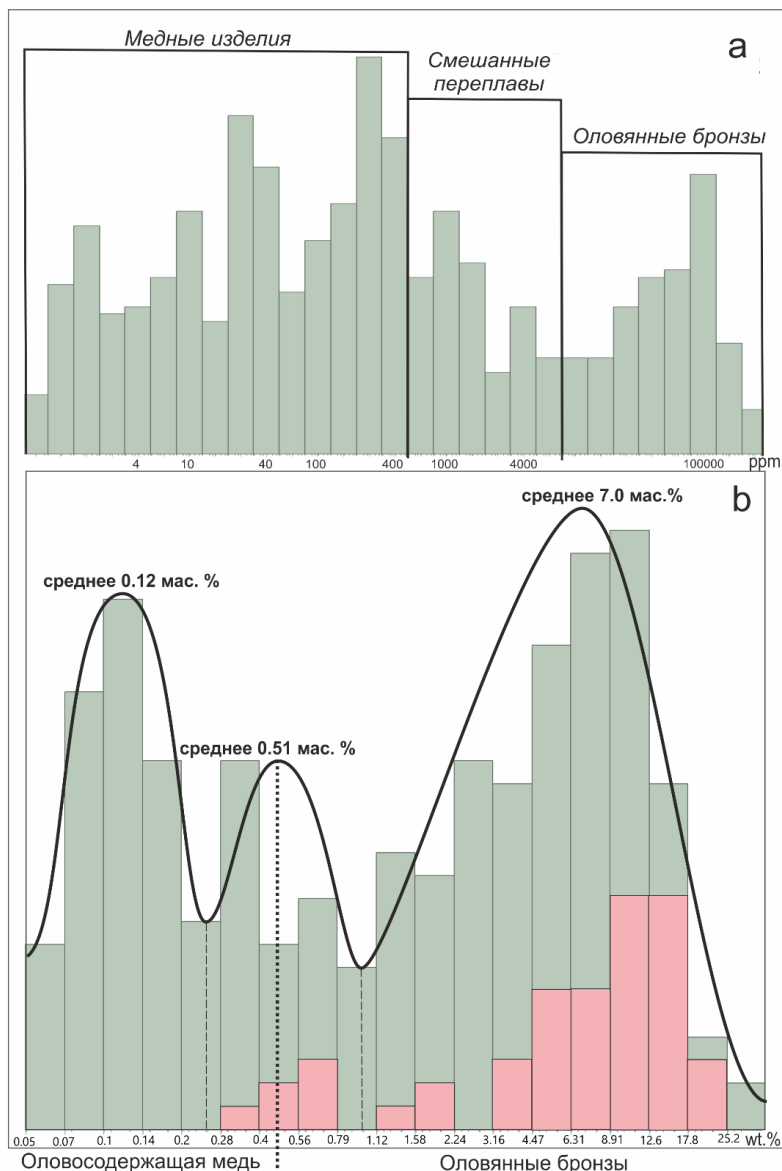 Медные изделия
a
Смешанные
переплавы
Оловянные бронзы
4 10 40 100 400 1000 4000 100000 ppm
b
среднее 7.0 мас.%
среднее 0.12 мас. %
среднее 0.51 мас. %
0.05 0.07 0.1 0.14 0.2 0.28 0.4 0.56 0.79 1.12 1.58 2.24 3.16 4.47 6.31 8.91 12.6 17.8 25.2 wt.%
Оловосодержащая медь Оловянные бронзы